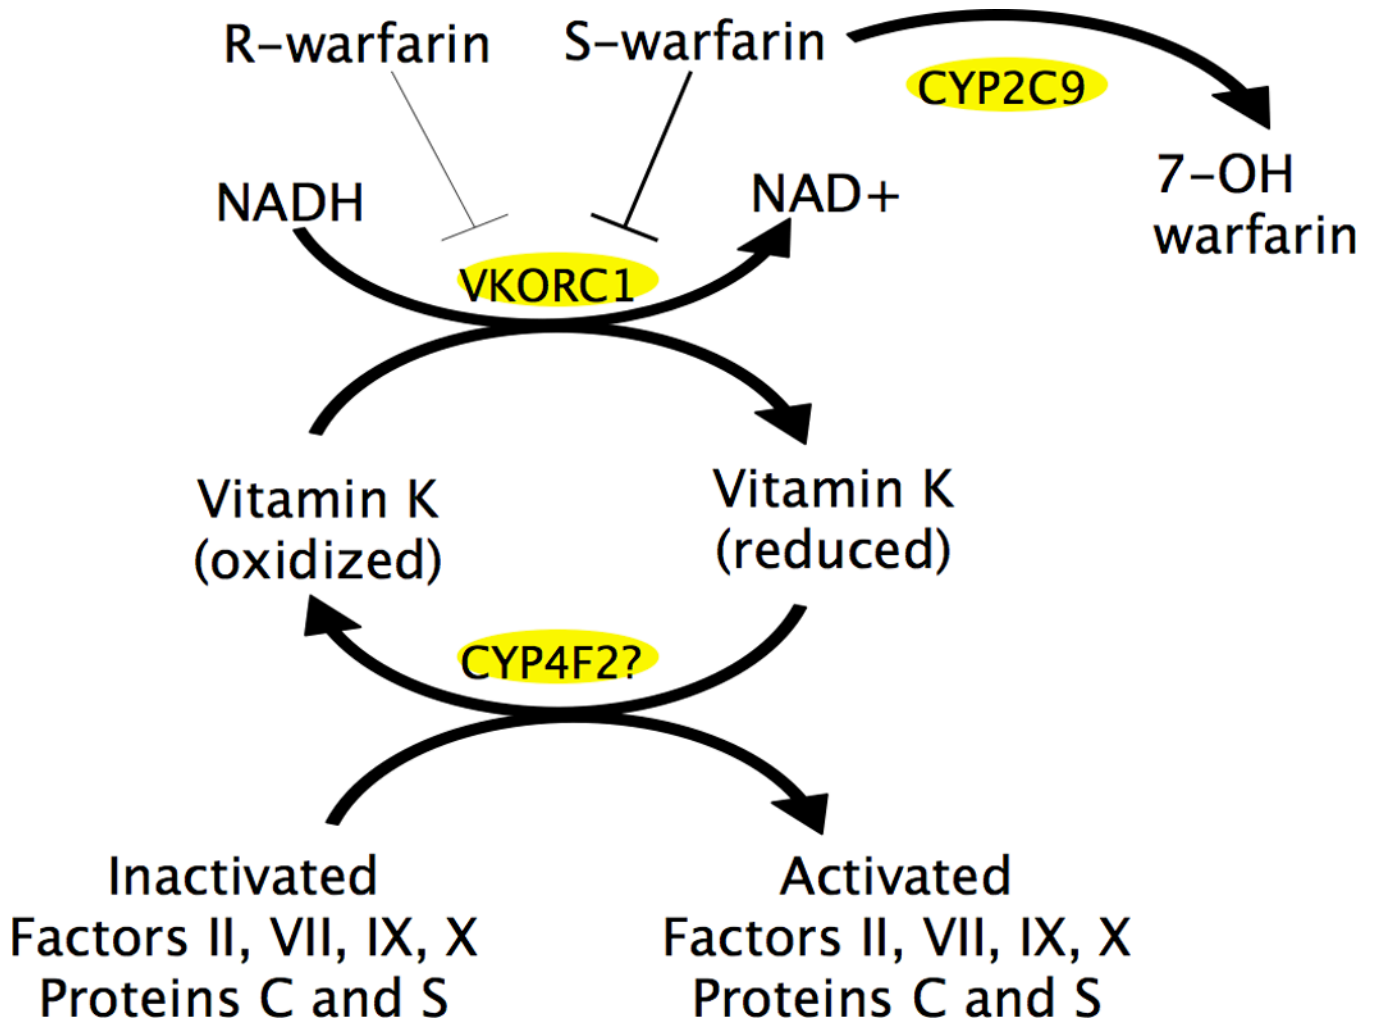 R-warfarin
S-warfarin
CYP2C9
7-OH
warfarin
NADH
NAD+
VKORC1
Vitamin K
(oxidized)
Vitamin K
(reduced)
CYP4F2?
Inactivated
Factors II, VII, IX, X
Proteins C and S
Activated
Factors II, VII, IX, X
Proteins C and S